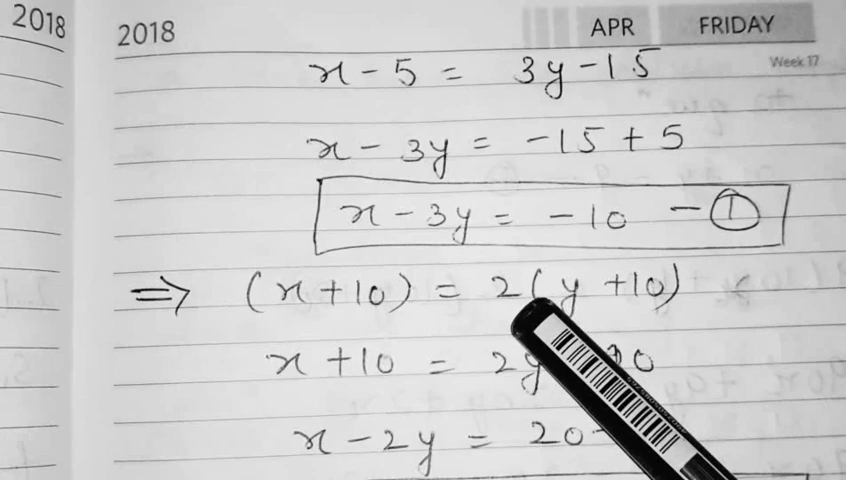 2018
2018 APR FRIDAY
Week 17
x - 5 = 3y - 15
x - 3y = -15 + 5
x - 3y = -10 - ①
⇒ (x + 10) = 2(y + 10)
x + 10 = 2y 20
x - 2y = 20 -